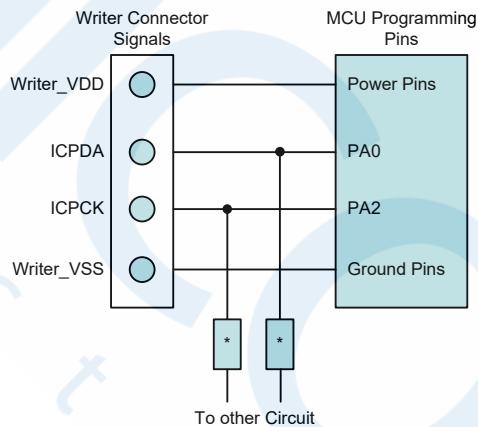 Writer Connector
Signals
MCU Programming
Pins
Writer_VDD
Power Pins
ICPDA
PA0
ICPCK
PA2
Writer_VSS
Ground Pins
*
*
To other Circuit